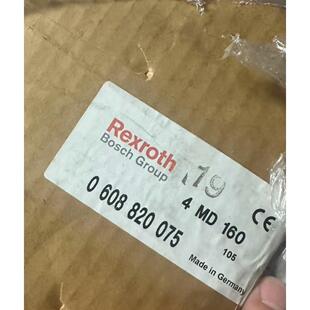 Rexroth
Bosch Group
179
4 MD 160
CE
0 608 820 075
105
Made in Germany